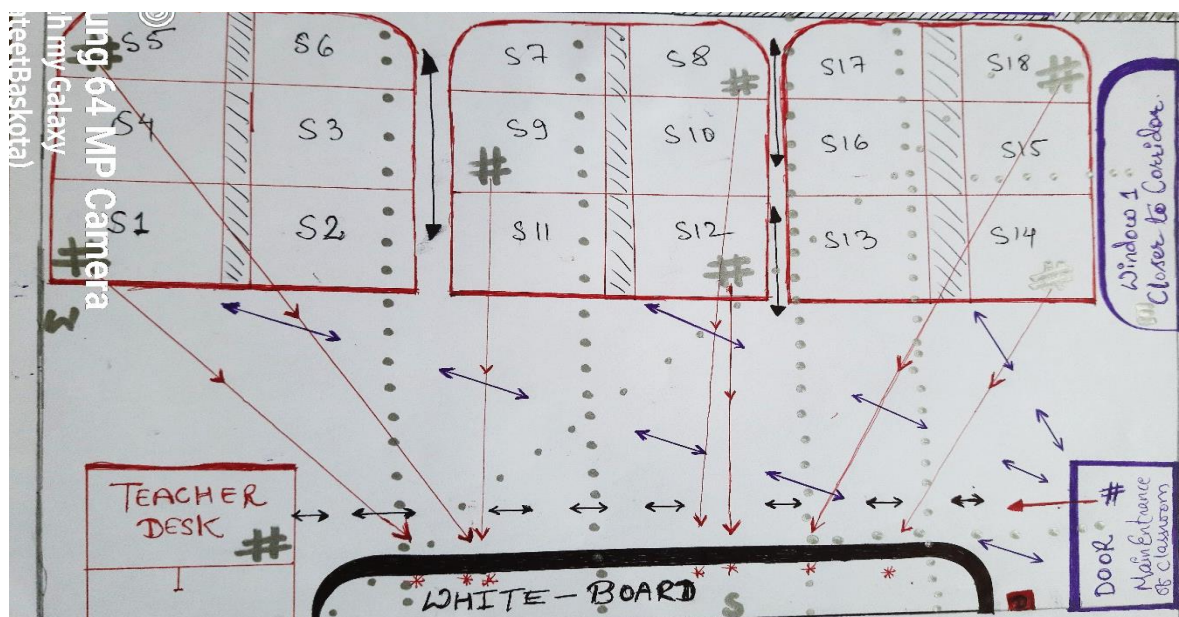 S5 S6 S7 S8 S17 S18
S4 S3 S9 S10 S16 S15
S1 S2 S11 S12 S13 S14
Window 1
Closer to Corridor.
TEACHER
DESK
I
WHITE-BOARD
S
DOOR #
Main Entrance
of Classroom
ung 64 MP Camera
h my Galaxy
teetBaskota)